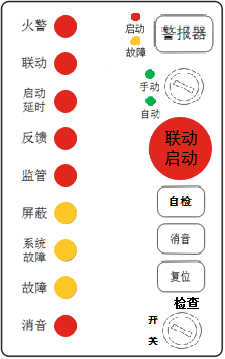 火警
联动
启动
延时
反馈
监管
屏蔽
系统
故障
故障
消音
启动
故障
警报器
手动
自动
联动
启动
自检
消音
复位
检查
开
关